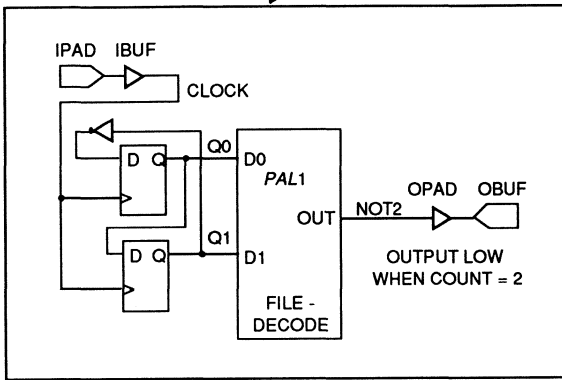 IPAD IBUF
CLOCK
D Q
Q0
D0
PAL1
OUT
NOT2
OPAD OBUF
D Q
Q1
D1
OUTPUT LOW
WHEN COUNT = 2
FILE -
DECODE